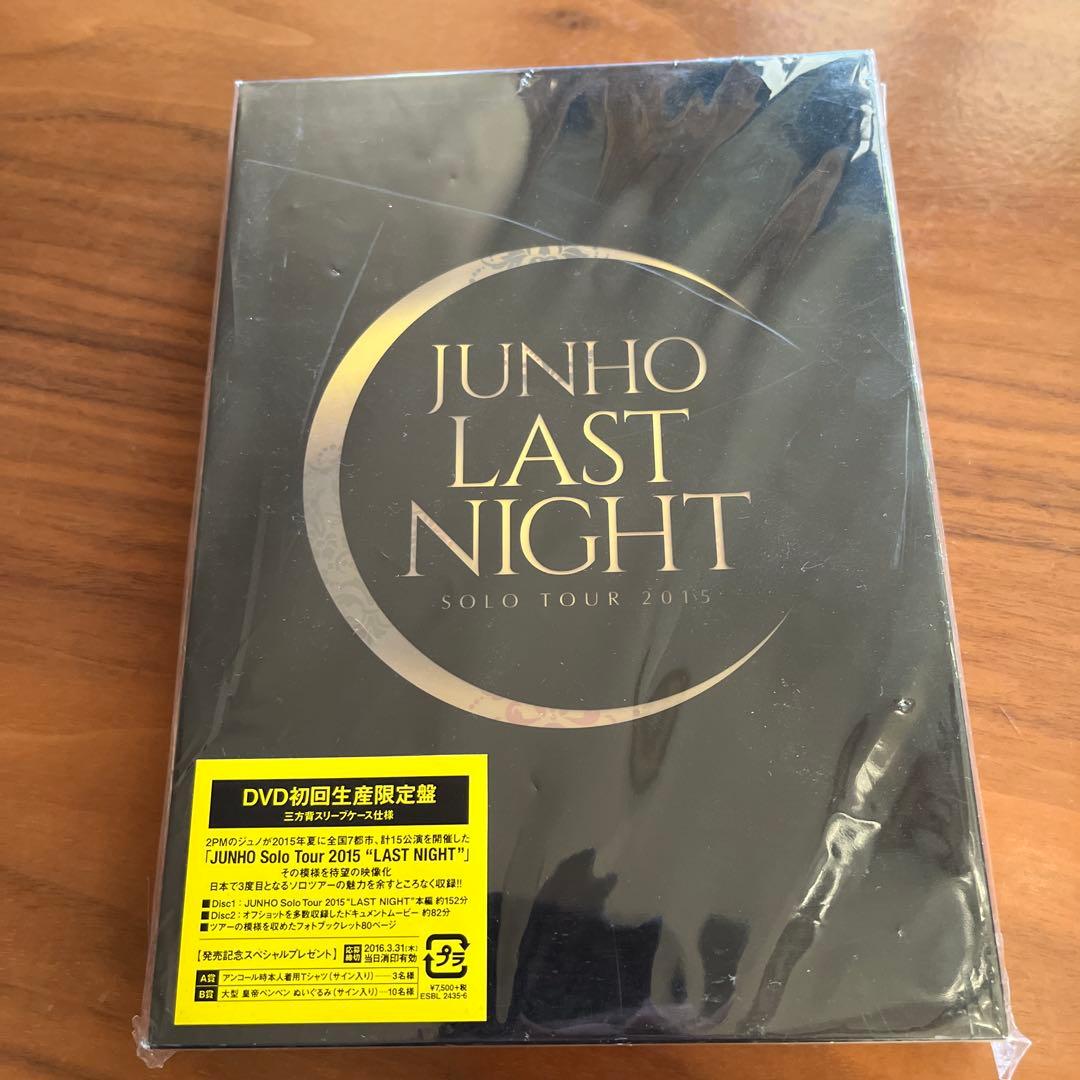 JUNHO
LAST
NIGHT
SOLO TOUR 2015
DVD初回生産限定盤
三方背スリーブケース仕様
2PMのジュノが2015年夏に全国7都市、計15公演を開催した
「JUNHO Solo Tour 2015 “LAST NIGHT”」
その模様を待望の映像化
日本で3度目となるソロツアーの魅力を余すところなく収録!!
■Disc1：JUNHO Solo Tour 2015“LAST NIGHT”本編 約152分
■Disc2：オフショットを多数収録したドキュメントムービー 約82分
■ツアーの模様を収めたフォトブックレット80ページ
【発売記念スペシャルプレゼント】 応募締切 2016.3.31(木) 当日消印有効
プラ
A賞 アンコール時本人着用Tシャツ（サイン入り）……3名様
B賞 大型 皇帝ペンペン ぬいぐるみ（サイン入り）…10名様
¥7,500+税
ESBL 2435-6